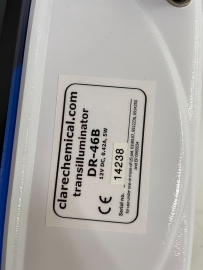 clarechemical.com
transilluminator
DR-46B
12V DC, 0.42A, 5W
Serial no. 14238
CE